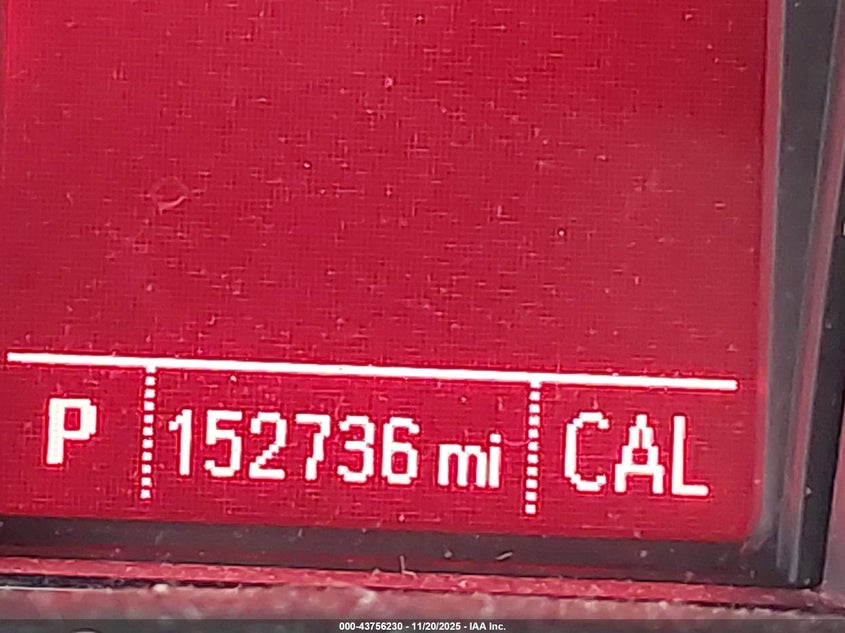 P 152736 mi CAL
000-43756230 - 11/20/2025 - IAA Inc.